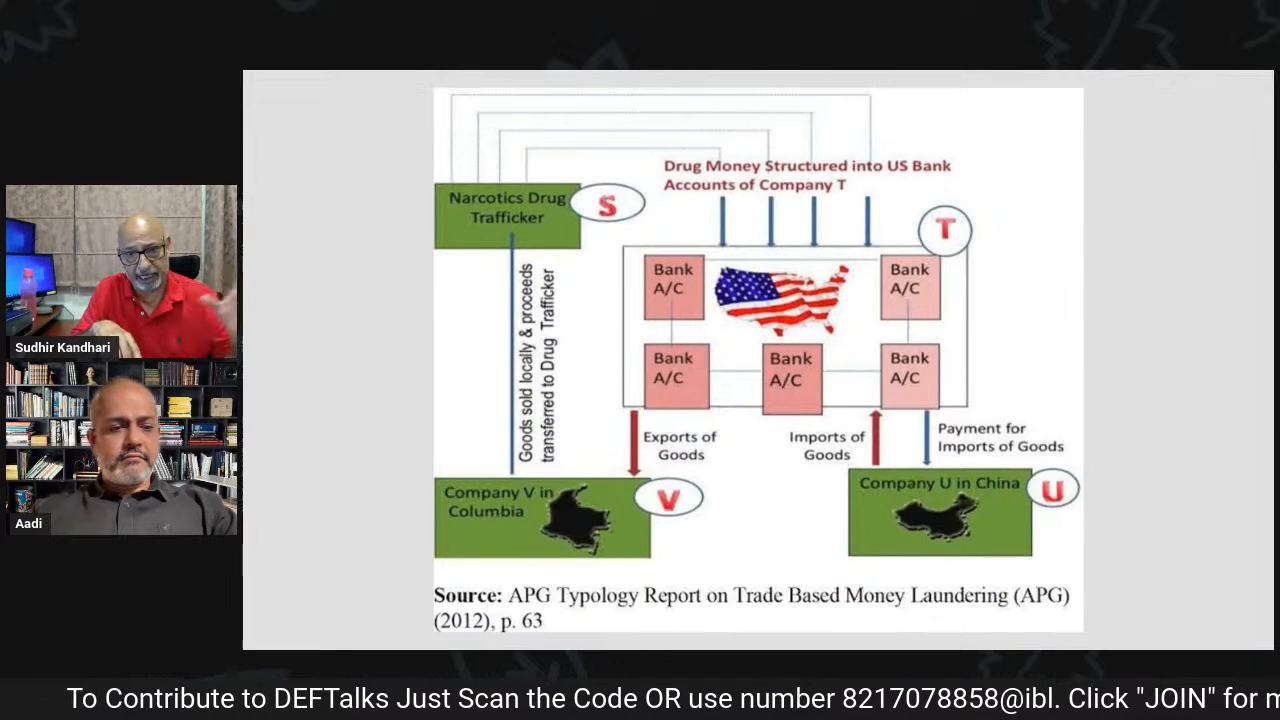 Drug Money Structured into US Bank
Accounts of Company T
Narcotics Drug
Trafficker
S
T
Bank
A/C
Bank
A/C
Bank
A/C
Bank
A/C
Bank
A/C
Goods sold locally & proceeds
transferred to Drug Trafficker
Exports of
Goods
Imports of
Goods
Payment for
Imports of Goods
Company V in
Columbia
V
Company U in China
U
Source: APG Typology Report on Trade Based Money Laundering (APG)
(2012), p. 63
Sudhir Kandhari
Aadi
To Contribute to DEFTalks Just Scan the Code OR use number 8217078858@ibl. Click "JOIN" for